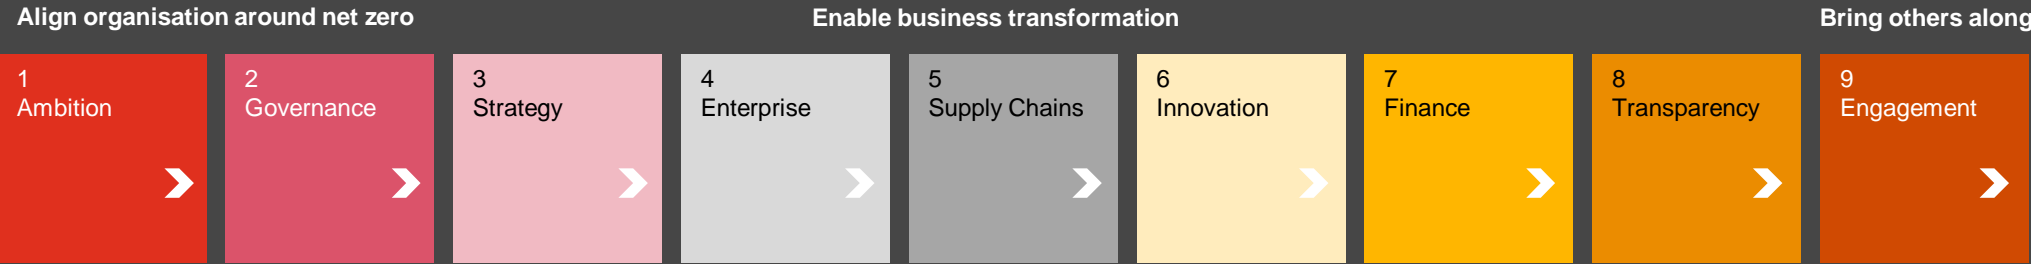 Align organisation around net zero
Enable business transformation
Bring others along
1
Ambition
2
Governance
3
Strategy
4
Enterprise
5
Supply Chains
6
Innovation
7
Finance
8
Transparency
9
Engagement